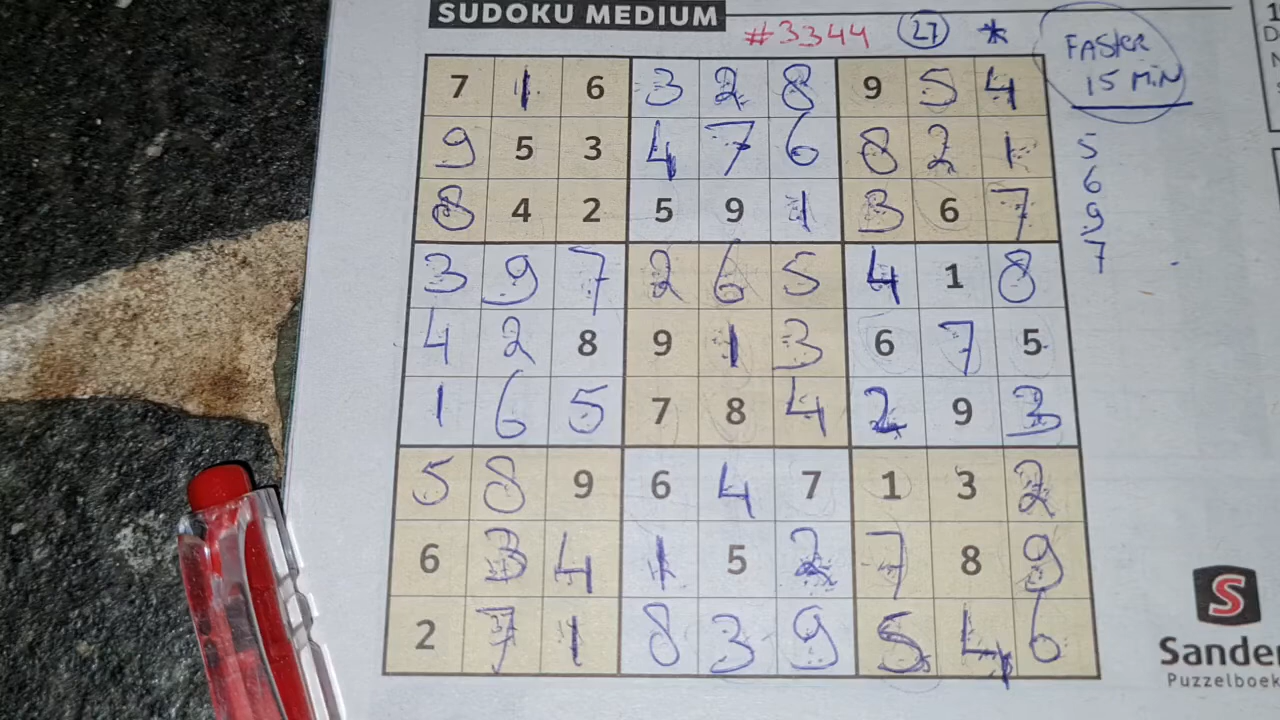 SUDOKU MEDIUM
#3344 27 *
FASTER
15 MIN
7 1 6 3 2 8 9 5 4
9 5 3 4 7 6 8 2 1
8 4 2 5 9 1 3 6 7
3 9 7 2 6 5 4 1 8
4 2 8 9 1 3 6 7 5
1 6 5 7 8 4 2 9 3
5 8 9 6 4 7 1 3 2
6 3 4 1 5 2 7 8 9
2 7 1 8 3 9 5 4 6
5
6
9
7
S
Sander
Puzzelboek